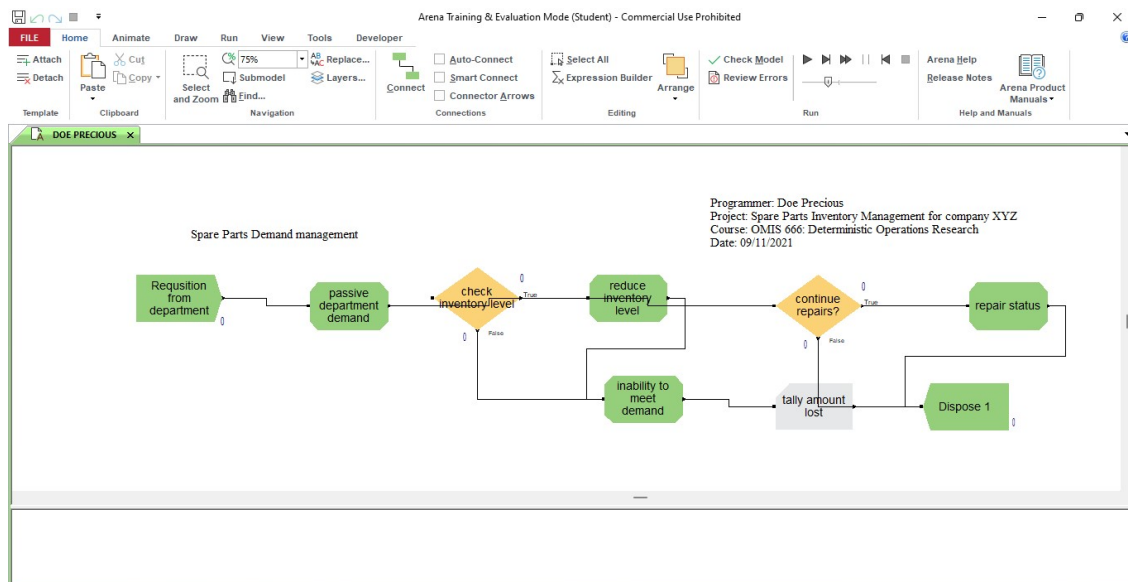 Arena Training & Evaluation Mode (Student) - Commercial Use Prohibited
FILE Home Animate Draw Run View Tools Developer
Attach
Detach
Template
Paste
Cut
Copy
Clipboard
Select
and Zoom
75%
Submodel
Find...
Replace...
Layers...
Navigation
Connect
Auto-Connect
Smart Connect
Connector Arrows
Connections
Select All
Expression Builder
Arrange
Editing
Check Model
Review Errors
Run
Arena Help
Release Notes
Arena Product
Manuals
Help and Manuals
DOE PRECIOUS
Programmer: Doe Precious
Project: Spare Parts Inventory Management for company XYZ
Course: OMIS 666: Deterministic Operations Research
Date: 09/11/2021
Spare Parts Demand management
Requsition
from
department
0
passive
department
demand
check
inventory level
0
True
0
False
reduce
inventory
level
continue
repairs?
0
True
0
False
repair status
inability to
meet
demand
tally amount
lost
Dispose 1
0